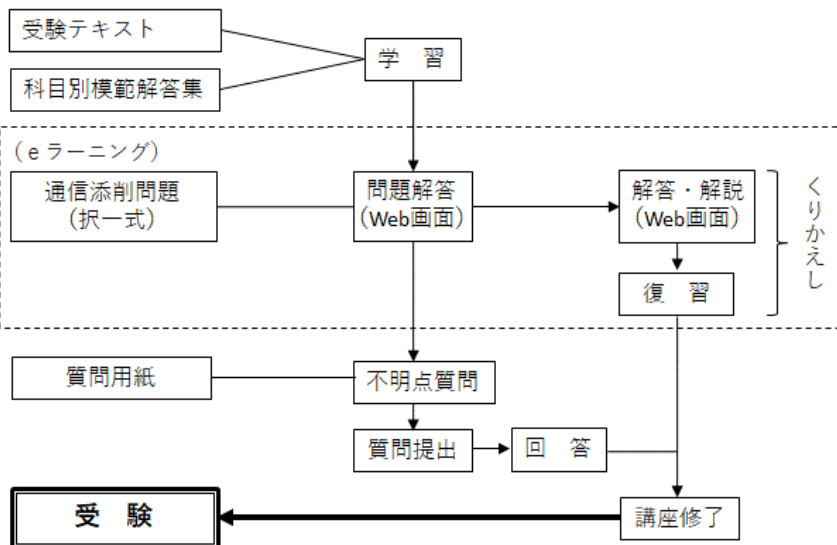 受験テキスト
学　習
科目別模範解答集
(eラーニング)
通信添削問題
(択一式)
問題解答
(Web画面)
解答・解説
(Web画面)
くりかえし
復　習
質問用紙
不明点質問
質問提出
回　答
受　験
講座修了